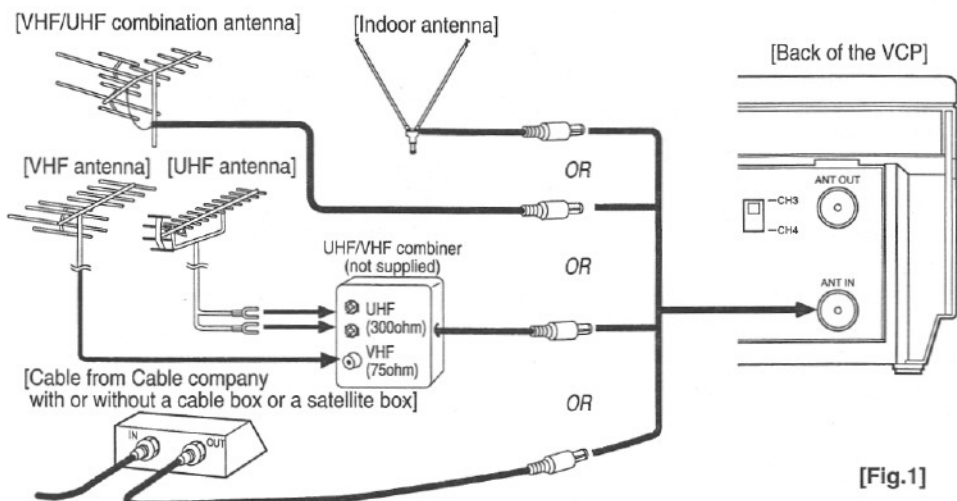 [VHF/UHF combination antenna]
[Indoor antenna]
[Back of the VCP]
[VHF antenna]
[UHF antenna]
OR
ANT OUT
CH3
CH4
UHF/VHF combiner
(not supplied)
OR
ANT IN
UHF
(300ohm)
VHF
(75ohm)
[Cable from Cable company
with or without a cable box or a satellite box]
OR
IN
OUT
[Fig.1]